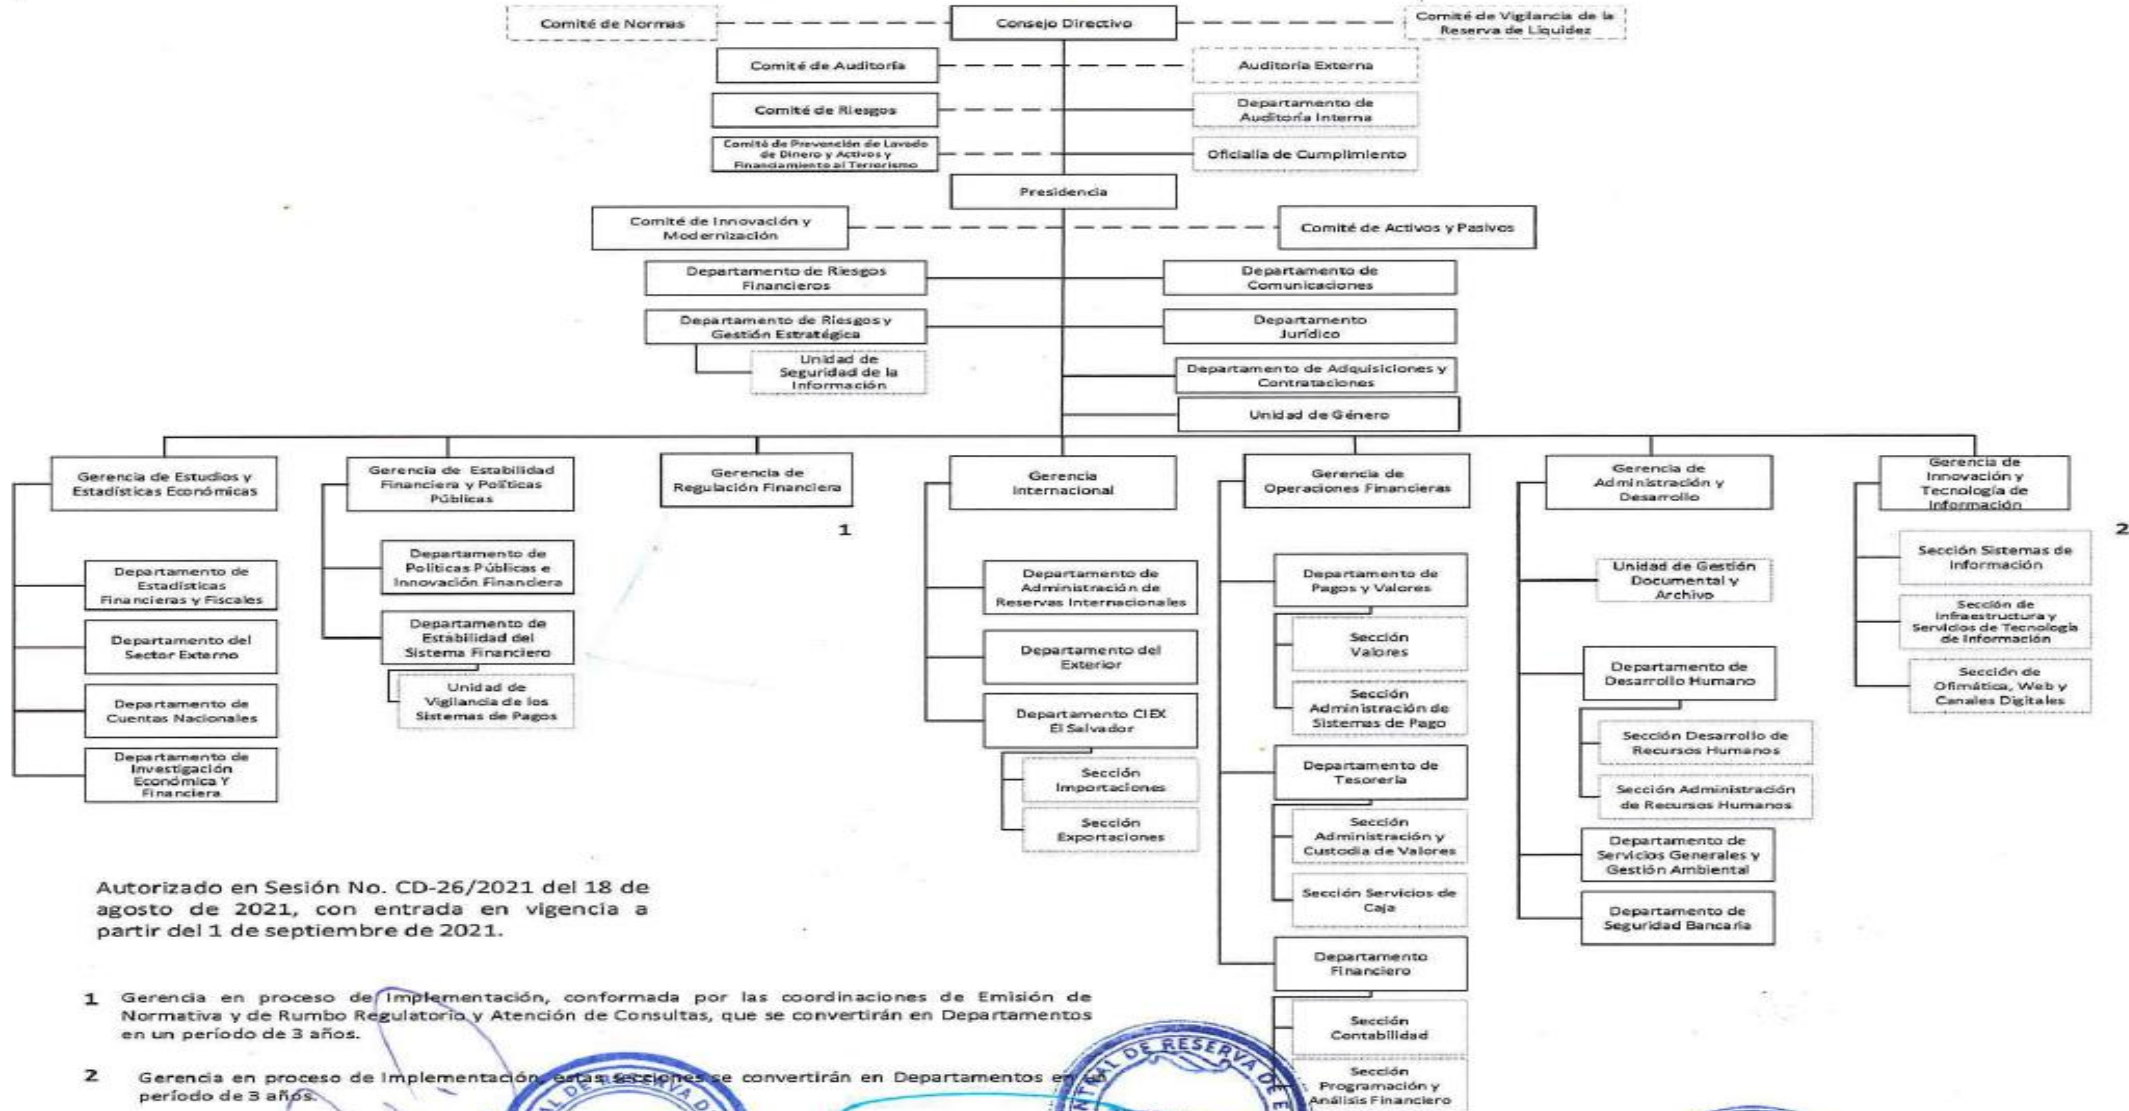 Comité de Normas
Consejo Directivo
Comité de Vigilancia de la
Reserva de Liquidez
Comité de Auditoría
Auditoría Externa
Comité de Riesgos
Departamento de
Auditoría Interna
Comité de Prevención de Lavado
de Dinero y Activos y
Financiamiento al Terrorismo
Oficialía de Cumplimiento
Presidencia
Comité de Innovación y
Modernización
Comité de Activos y Pasivos
Departamento de Riesgos
Financieros
Departamento de
Comunicaciones
Departamento de Riesgos y
Gestión Estratégica
Departamento
Jurídico
Unidad de
Seguridad de la
Información
Departamento de Adquisiciones y
Contrataciones
Unidad de Género
Gerencia de Estudios y
Estadísticas Económicas
Gerencia de Estabilidad
Financiera y Políticas
Públicas
Gerencia de
Regulación Financiera
1
Gerencia
Internacional
Gerencia de
Operaciones Financieras
Gerencia de
Administración y
Desarrollo
Gerencia de
Innovación y
Tecnología de
Información
2
Departamento de
Estadísticas
Financieras y Fiscales
Departamento del
Sector Externo
Departamento de
Cuentas Nacionales
Departamento de
Investigación
Económica Y
Financiera
Departamento de
Políticas Públicas e
Innovación Financiera
Departamento de
Estabilidad del
Sistema Financiero
Unidad de
Vigilancia de los
Sistemas de Pagos
Departamento de
Administración de
Reservas Internacionales
Departamento del
Exterior
Departamento CIEX
El Salvador
Sección
Importaciones
Sección
Exportaciones
Departamento de
Pagos y Valores
Sección
Valores
Sección
Administración de
Sistemas de Pago
Departamento de
Tesorería
Sección
Administración y
Custodia de Valores
Sección Servicios de
Caja
Departamento
Financiero
Sección
Contabilidad
Sección
Programación y
Análisis Financiero
Unidad de Gestión
Documental y
Archivo
Departamento de
Desarrollo Humano
Sección Desarrollo de
Recursos Humanos
Sección Administración
de Recursos Humanos
Departamento de
Servicios Generales y
Gestión Ambiental
Departamento de
Seguridad Bancaria
Sección Sistemas de
Información
Sección de
Infraestructura y
Servicios de Tecnología
de Información
Sección de
Ofimática, Web y
Canales Digitales
Autorizado en Sesión No. CD-26/2021 del 18 de
agosto de 2021, con entrada en vigencia a
partir del 1 de septiembre de 2021.
1 Gerencia en proceso de Implementación, conformada por las coordinaciones de Emisión de
Normativa y de Rumbo Regulatorio y Atención de Consultas, que se convertirán en Departamentos
en un período de 3 años.
2 Gerencia en proceso de Implementación, estas secciones se convertirán en Departamentos en
período de 3 años.
DE RESERVA D
NTRAL DE RESERVA DE E